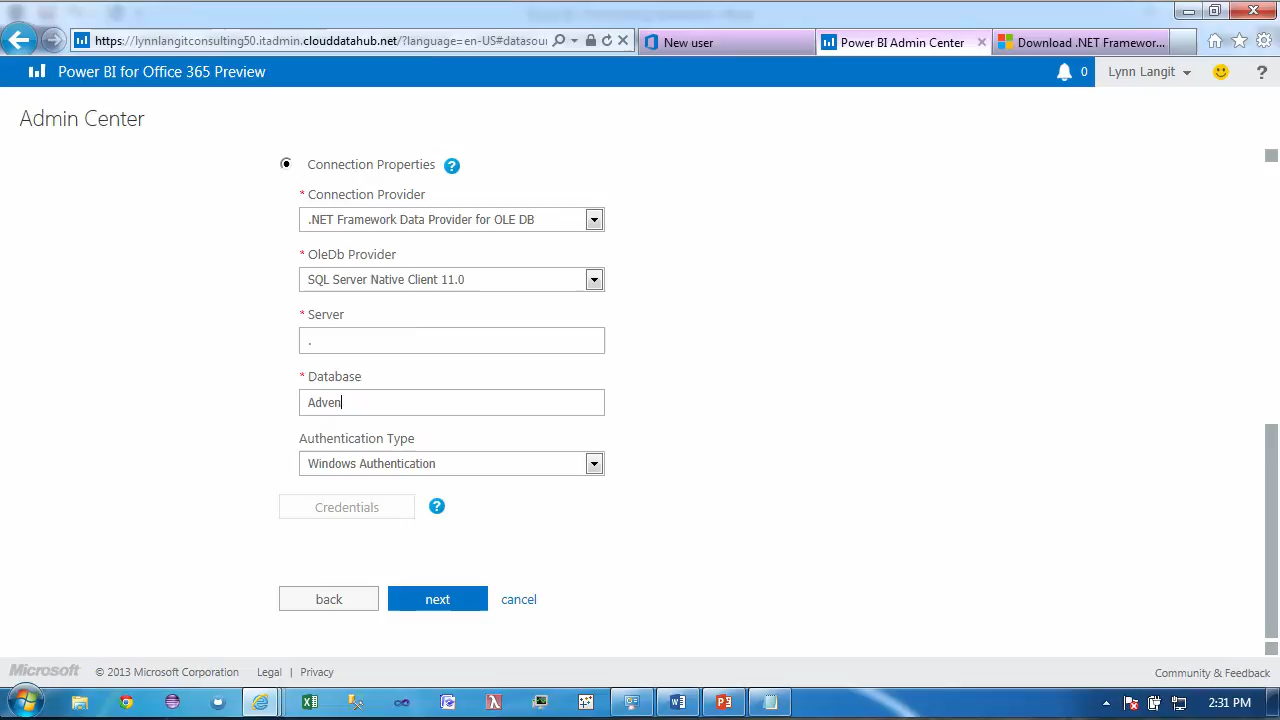 https://lynnlangitconsulting50.itadmin.clouddatahub.net/?language=en-US#datasou
New user
Power BI Admin Center
Download .NET Framewor...
Power BI for Office 365 Preview
0
Lynn Langit
?
Admin Center
Connection Properties ?
* Connection Provider
.NET Framework Data Provider for OLE DB
* OleDb Provider
SQL Server Native Client 11.0
* Server
.
* Database
Adven
Authentication Type
Windows Authentication
Credentials ?
back
next
cancel
Microsoft © 2013 Microsoft Corporation Legal | Privacy
Community & Feedback
2:31 PM